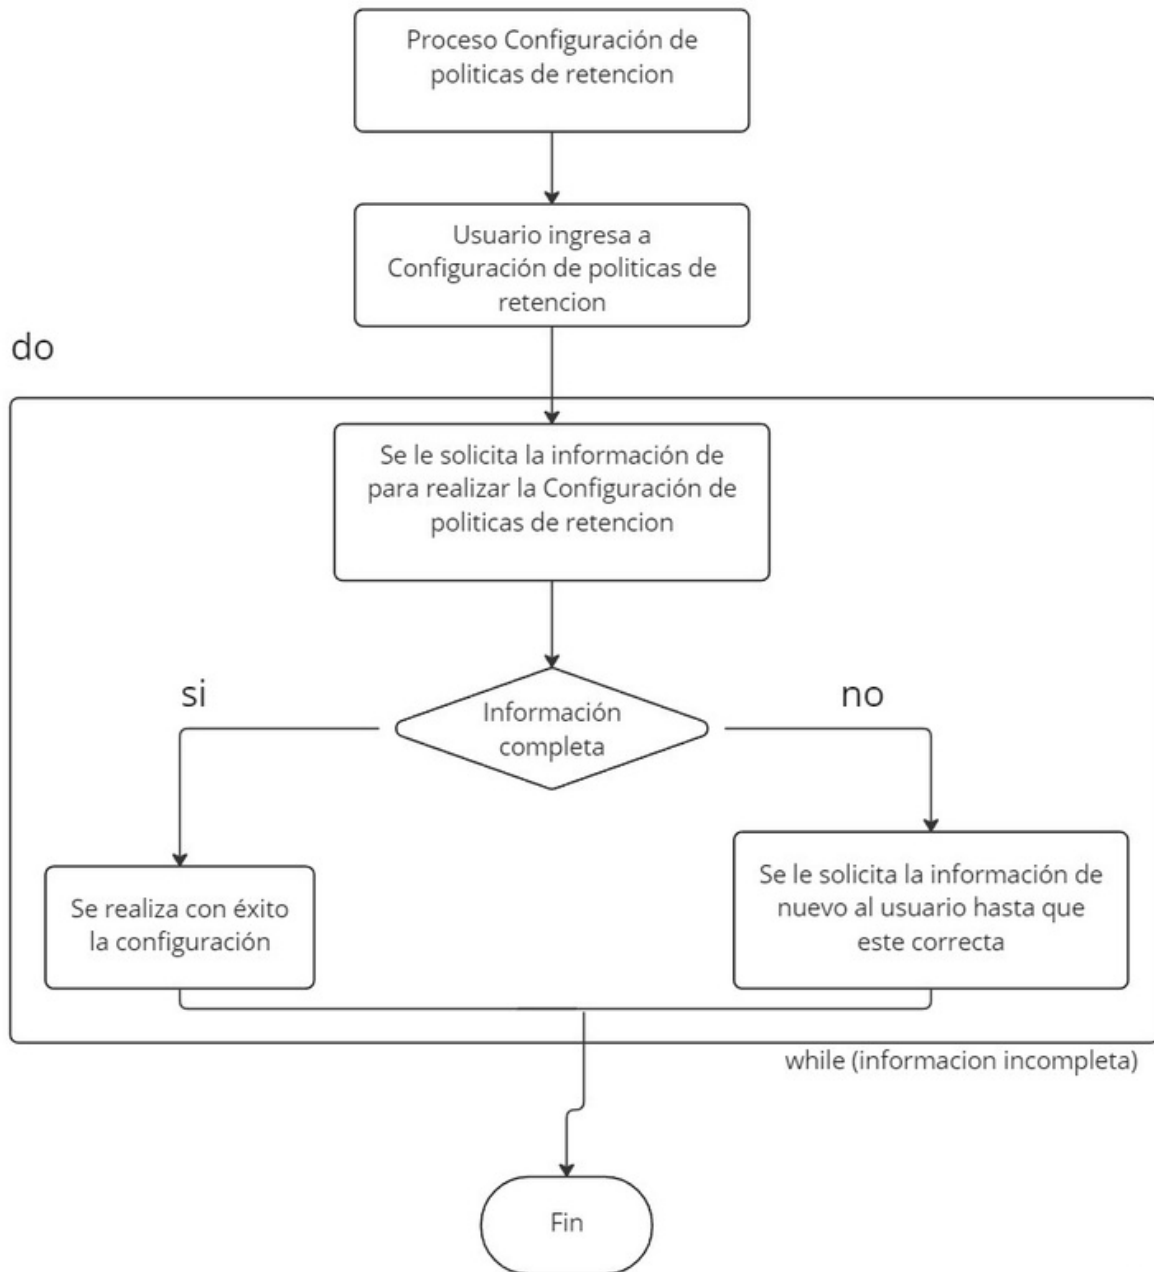 Proceso Configuración de
politicas de retencion
Usuario ingresa a
Configuración de politicas de
retencion
do
Se le solicita la información de
para realizar la Configuración de
politicas de retencion
si
no
Información
completa
Se realiza con éxito
la configuración
Se le solicita la información de
nuevo al usuario hasta que
este correcta
while (informacion incompleta)
Fin